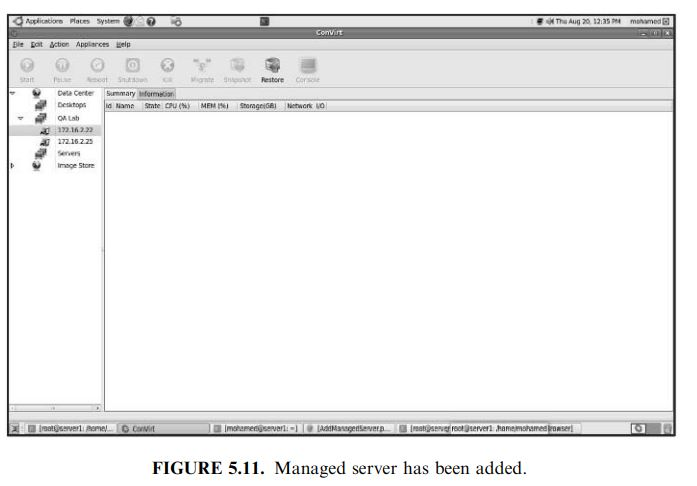 Applications Places System Thu Aug 20, 12:35 PM mohamed
ConVirt
File Edit Action Appliances Help
Start Pause Reboot Shutdown Kill Migrate Snapshot Restore Console
Data Center Summary Information
Desktops Id Name State CPU (%) MEM (%) Storage(GB) Network I/O
QA Lab
172.16.2.22
172.16.2.25
Servers
Image Store
[root@server1: /home/... ConVirt [mohamed@server1: ~] [AddManagedServer.p... [root@server root@server1: /home/mohamed browser]
FIGURE 5.11. Managed server has been added.